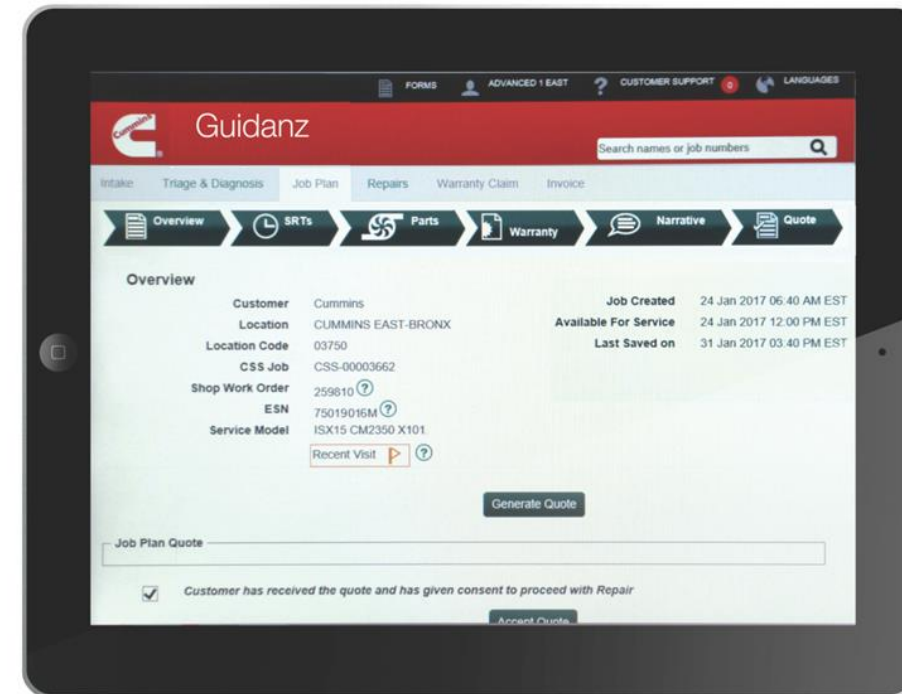 FORMS ADVANCED 1 EAST CUSTOMER SUPPORT 0 LANGUAGES
Cummins Guidanz
Search names or job numbers
Intake Triage & Diagnosis Job Plan Repairs Warranty Claim Invoice
Overview SRTs Parts Warranty Narrative Quote
Overview
Customer Cummins Job Created 24 Jan 2017 06:40 AM EST
Location CUMMINS EAST-BRONX Available For Service 24 Jan 2017 12:00 PM EST
Location Code 03750 Last Saved on 31 Jan 2017 03:40 PM EST
CSS Job CSS-00003662
Shop Work Order 259810 ?
ESN 75019016M ?
Service Model ISX15 CM2350 X101
Recent Visit ?
Generate Quote
Job Plan Quote
Customer has received the quote and has given consent to proceed with Repair
Accept Quote